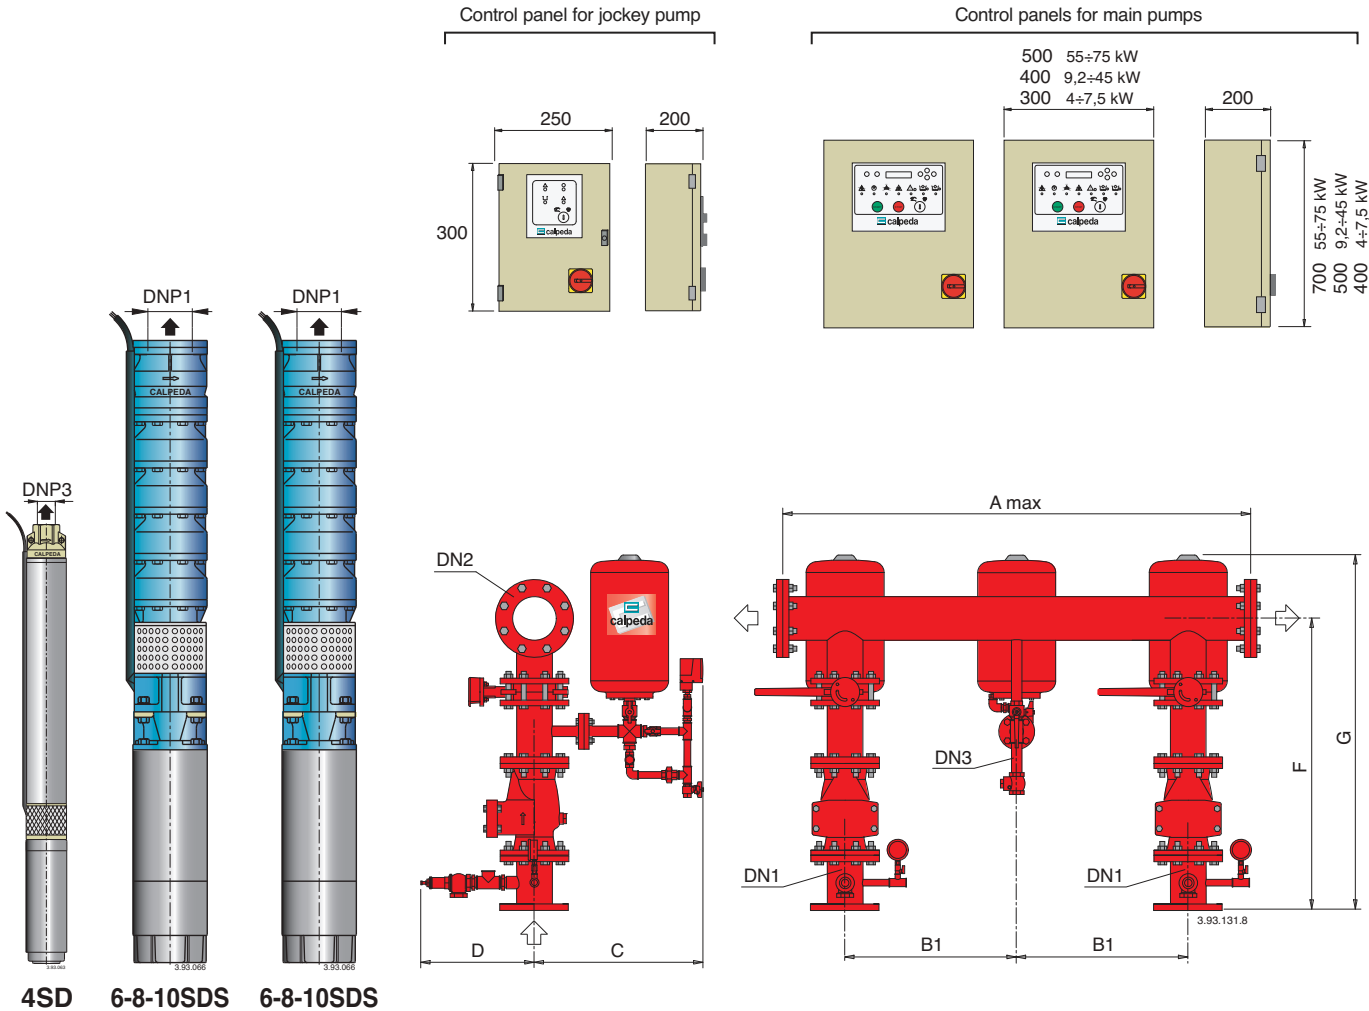 Control panel for jockey pump
Control panels for main pumps
500 55÷75 kW
400 9,2÷45 kW
300 4÷7,5 kW
250
200
200
300
calpeda
calpeda
calpeda
700 55÷75 kW
500 9,2÷45 kW
400 4÷7,5 kW
DNP1
DNP1
CALPEDA
CALPEDA
DNP3
CALPEDA
A max
DN2
calpeda
DN3
F
G
DN1
DN1
3.93.131.8
B1
B1
D
C
3.93.063
3.93.066
3.93.066
4SD
6-8-10SDS
6-8-10SDS